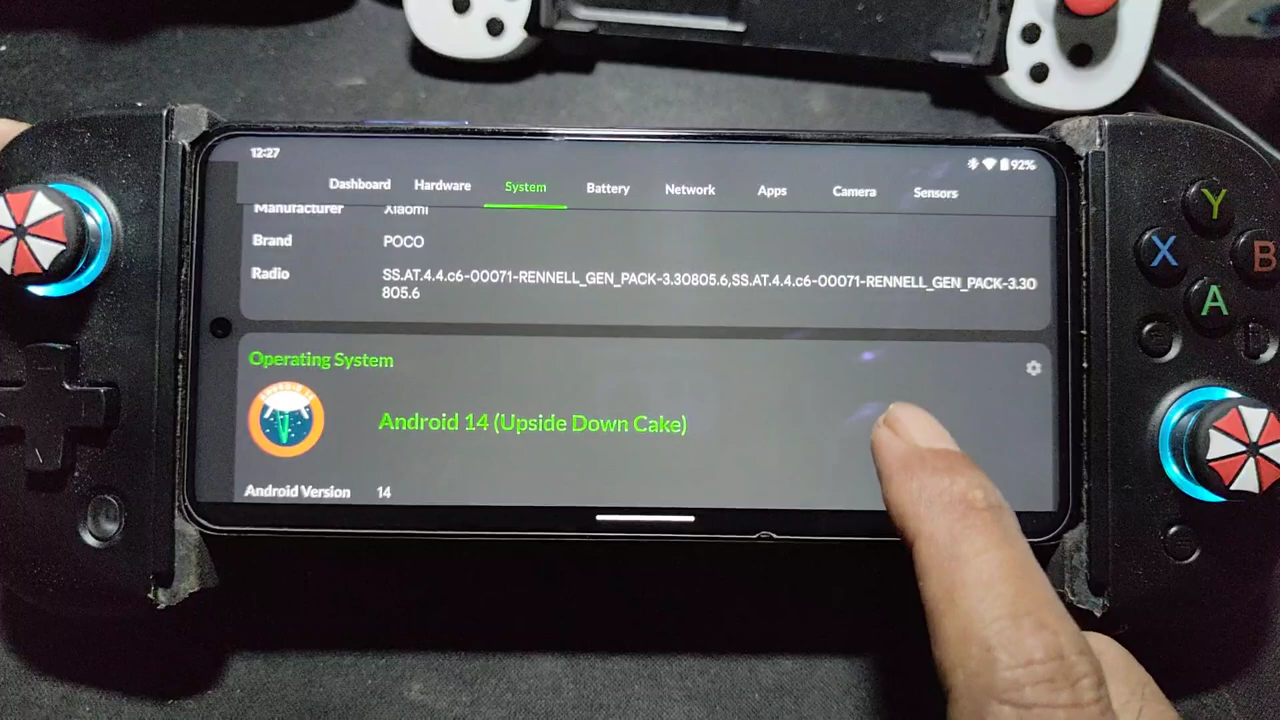 12:27
92%
Dashboard Hardware System Battery Network Apps Camera Sensors
Manufacturer Xiaomi
Brand POCO
Radio SS.AT.4.4.c6-00071-RENNELL_GEN_PACK-3.30805.6,SS.AT.4.4.c6-00071-RENNELL_GEN_PACK-3.30
805.6
Operating System
Android 14 (Upside Down Cake)
Android Version 14
Y
X
B
A